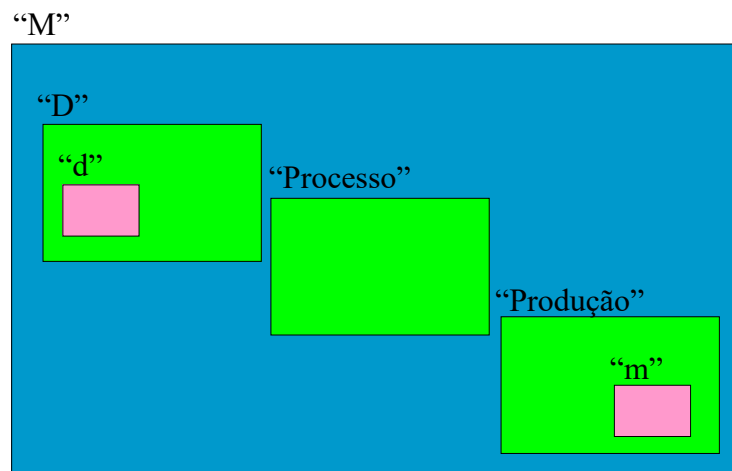 “M”
“D”
“d”
“Processo”
“Produção”
“m”